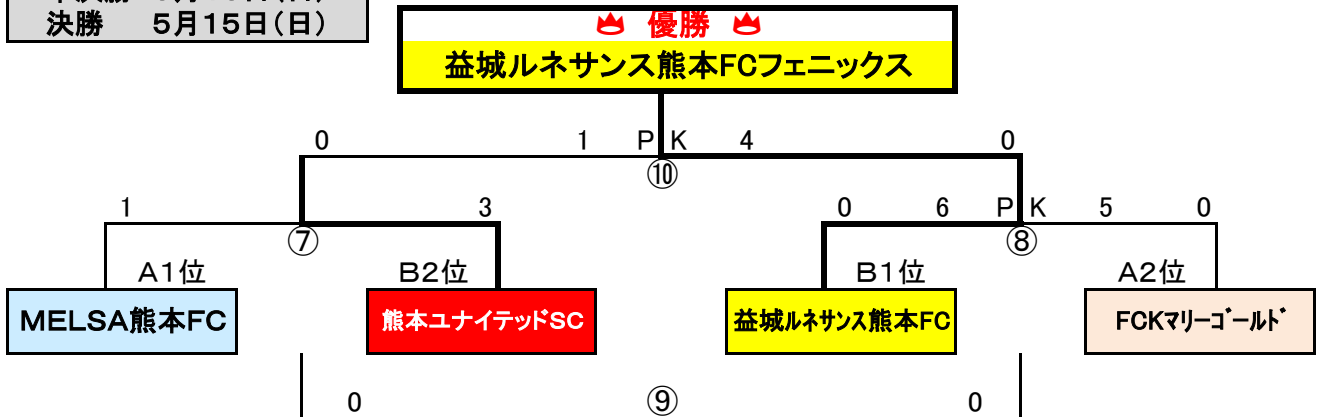 決勝 5月15日(日)
優勝
益城ルネサンス熊本FCフェニックス
0 1 PK 4 0
⑩
1 3 0 6 PK 5 0
⑦ ⑧
A1位 B2位 B1位 A2位
MELSA熊本FC 熊本ユナイテッドSC 益城ルネサンス熊本FC FCKマリーゴールド
0 ⑨ 0